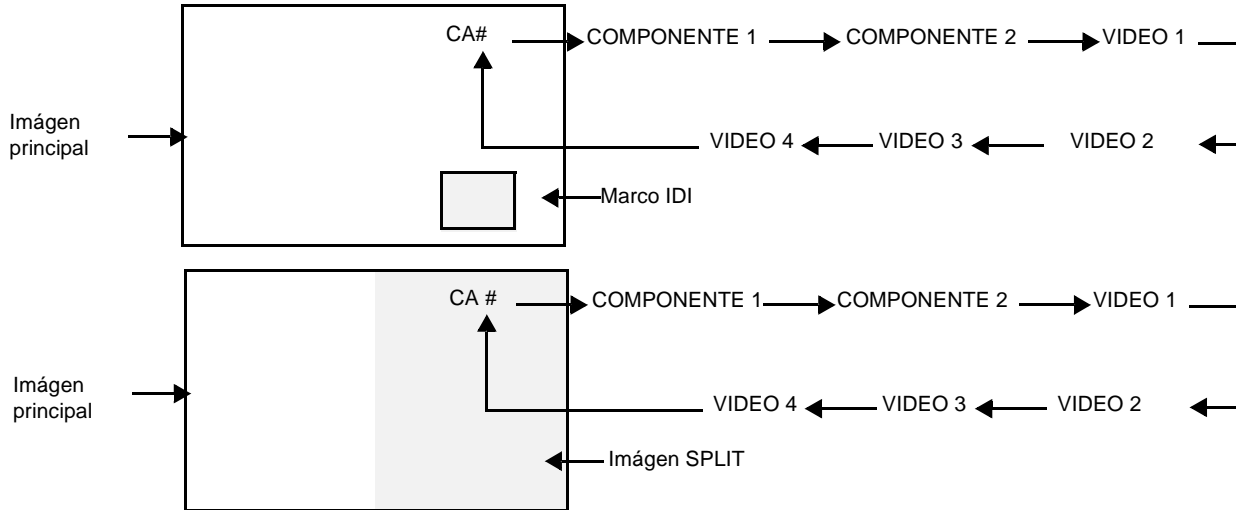 CA# COMPONENTE 1 COMPONENTE 2 VIDEO 1
Imágen
principal
VIDEO 4 VIDEO 3 VIDEO 2
Marco IDI
CA # COMPONENTE 1 COMPONENTE 2 VIDEO 1
Imágen
principal
VIDEO 4 VIDEO 3 VIDEO 2
Imágen SPLIT